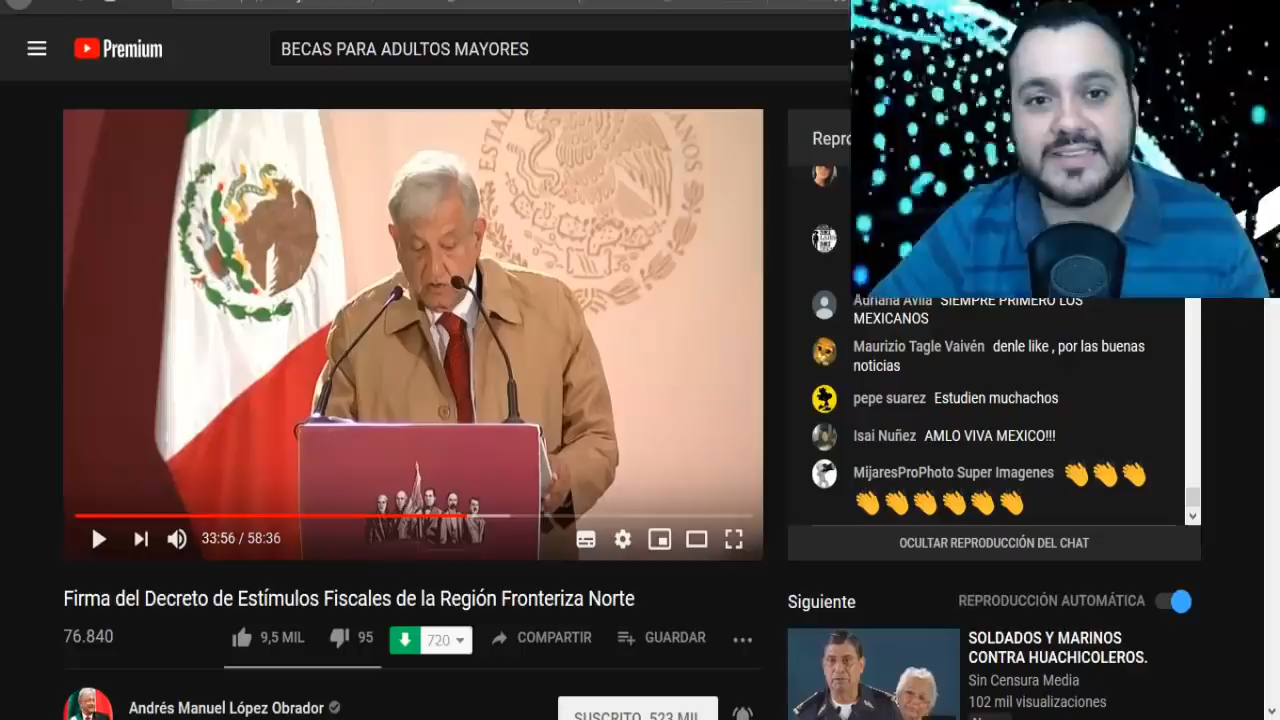 Premium
BECAS PARA ADULTOS MAYORES
ESTADOS
Repro
Adriana Avila SIEMPRE PRIMERO LOS
MEXICANOS
Maurizio Tagle Vaivén denle like , por las buenas
noticias
pepe suarez Estudien muchachos
Isai Nuñez AMLO VIVA MEXICO!!!
MijaresProPhoto Super Imagenes
33:56 / 58:36
OCULTAR REPRODUCCIÓN DEL CHAT
Firma del Decreto de Estímulos Fiscales de la Región Fronteriza Norte
76.840
9,5 MIL
95
720
COMPARTIR
GUARDAR
Siguiente
REPRODUCCIÓN AUTOMÁTICA
SOLDADOS Y MARINOS
CONTRA HUACHICOLEROS.
Sin Censura Media
102 mil visualizaciones
Andrés Manuel López Obrador
SUSCRITO 523 MIL